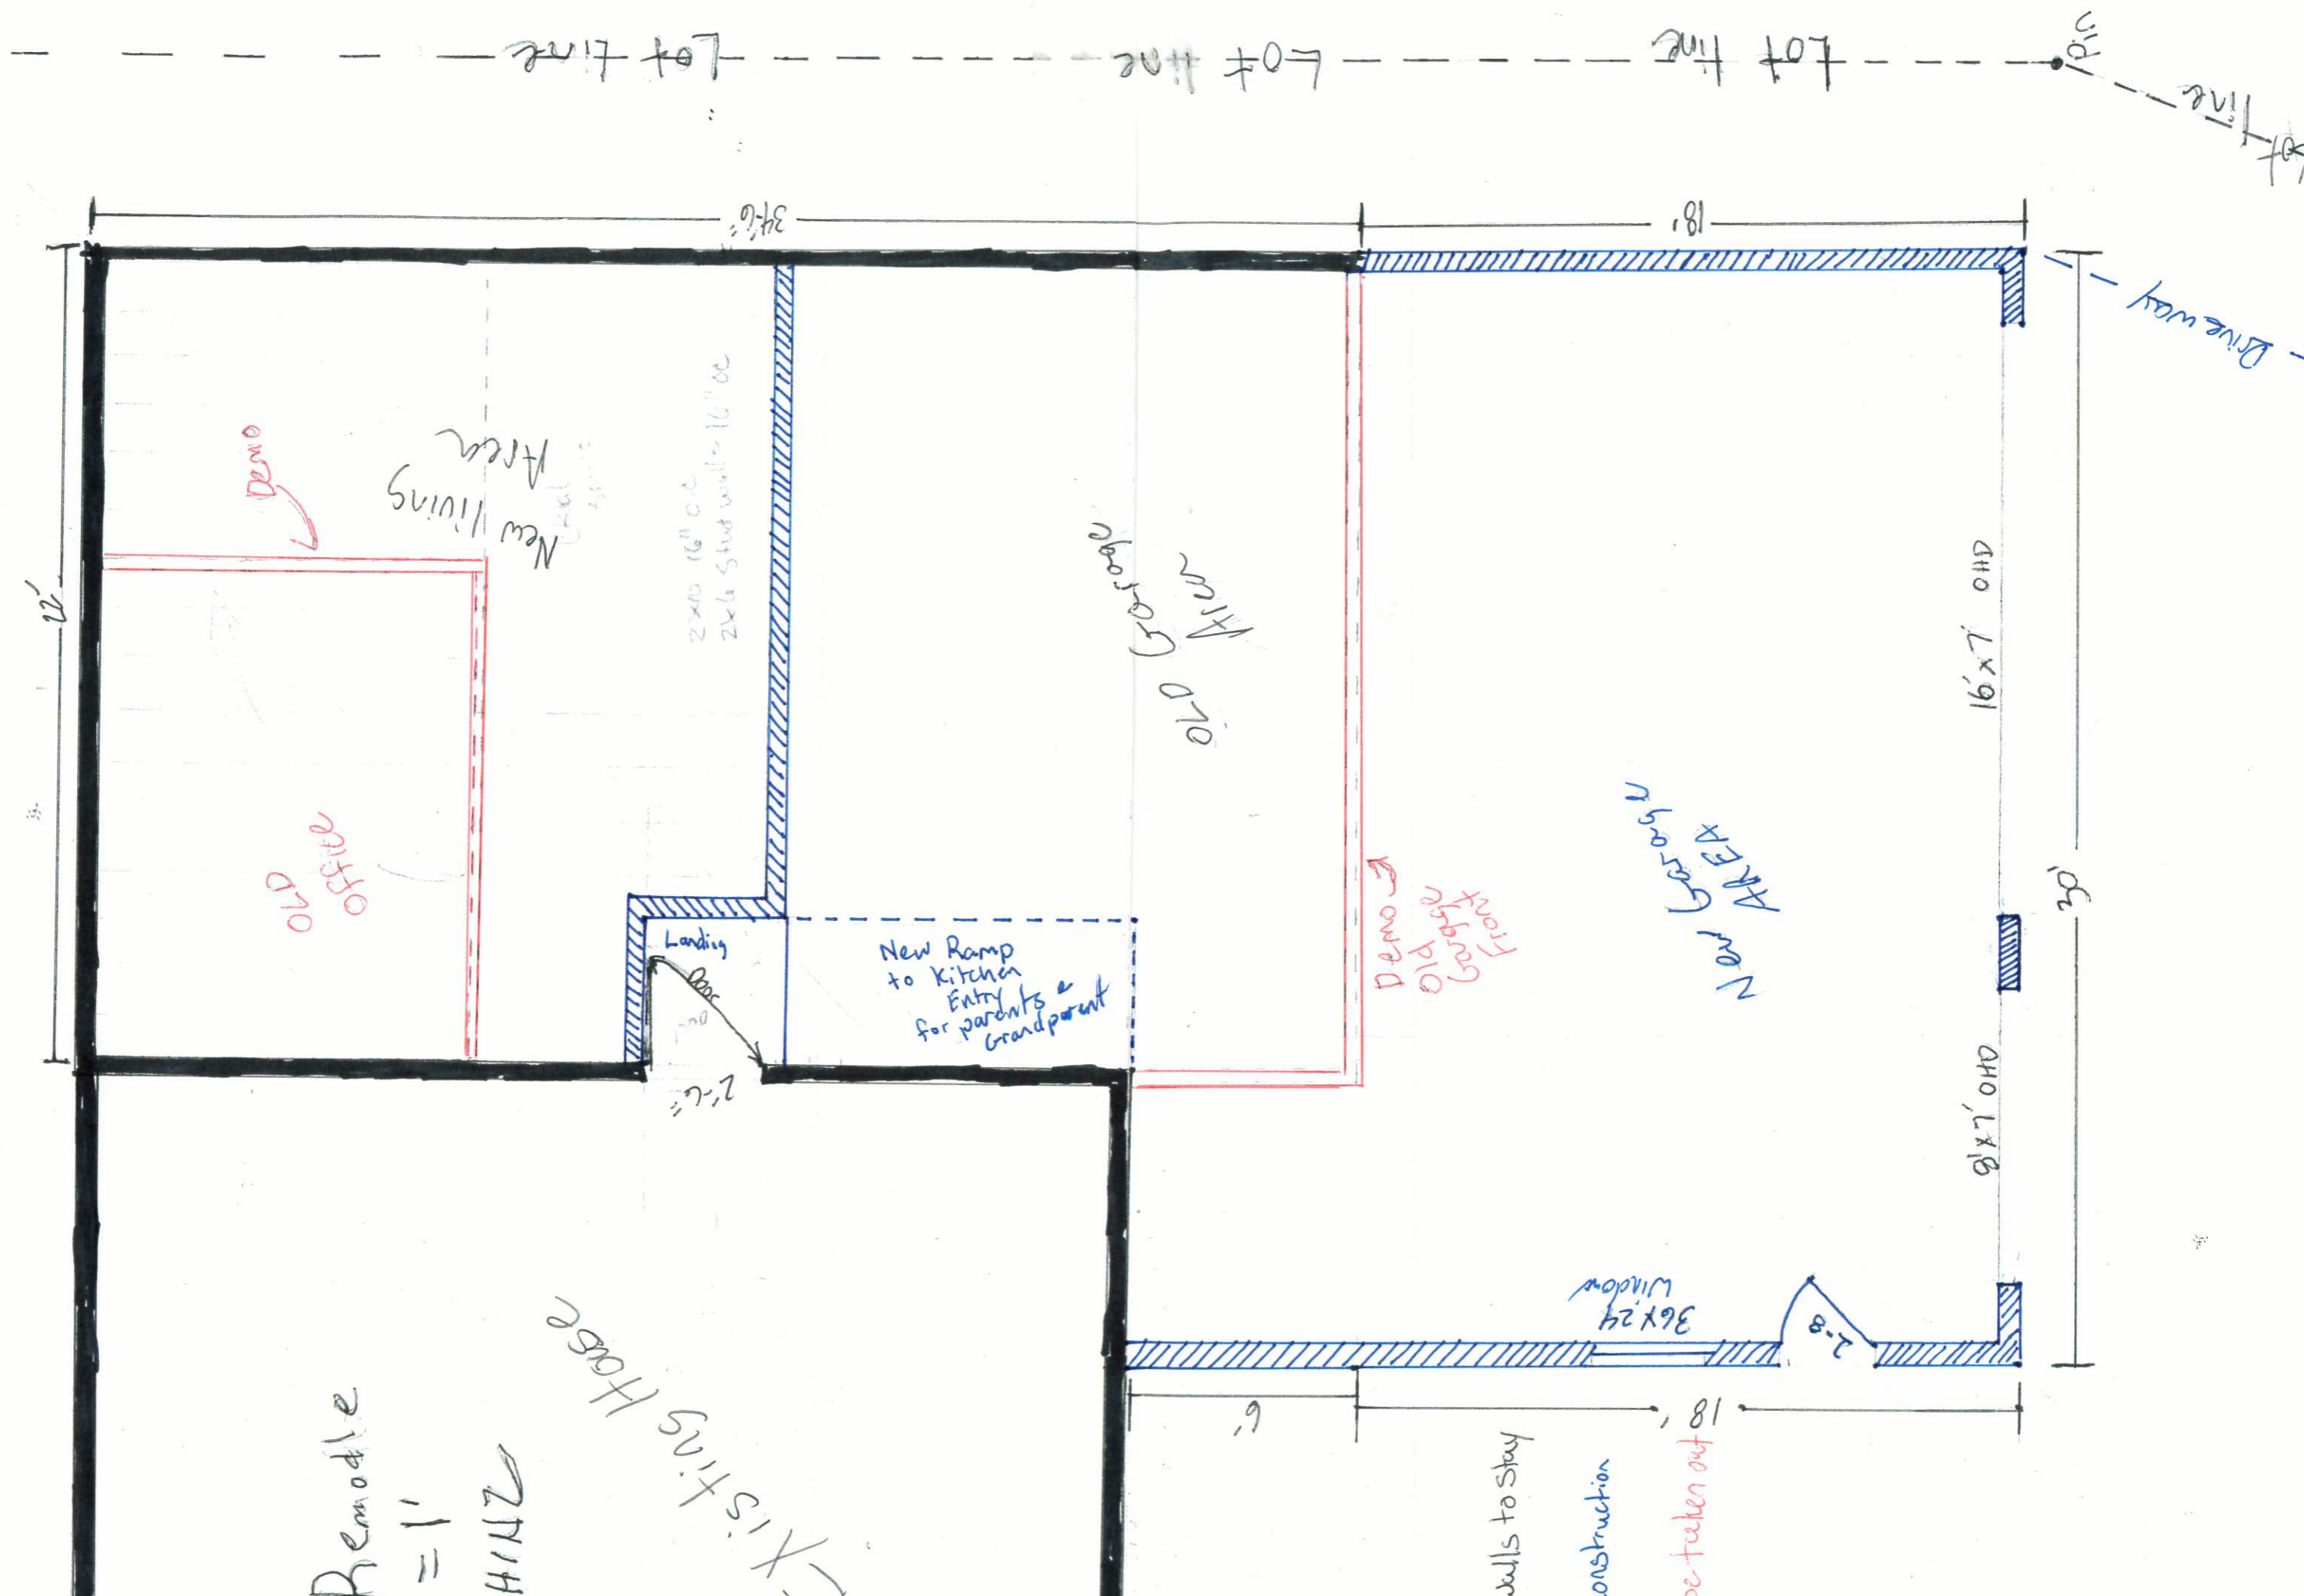 Lot line
Lot line
Lot line
Pin
Lot line
34'6"
18'
Driveway
22'
Demo
New living
Area
2x10 16" O.C.
2x6 Stud walls 16" OC
OLD Garage
Area
16'x7' OHD
OLD
Office
Landing
Door
2'-6"
New Ramp
to Kitchen
Entry
for parents &
Grandparent
Demo
Old
Garage
Front
New Garage
AREA
30'
8'x7' OHD
36x24
Window
2-8
6'
18'
Existing House
Remodle
= 1'
HINZ
walls to stay
onstruction
be taken out